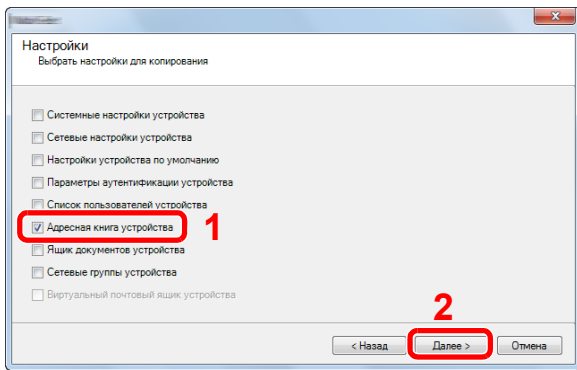 Настройки
Выбрать настройки для копирования
Системные настройки устройства
Сетевые настройки устройства
Настройки устройства по умолчанию
Параметры аутентификации устройства
Список пользователей устройства
Адресная книга устройства
1
Ящик документов устройства
Сетевые группы устройства
Виртуальный почтовый ящик устройства
2
< Назад Далее > Отмена